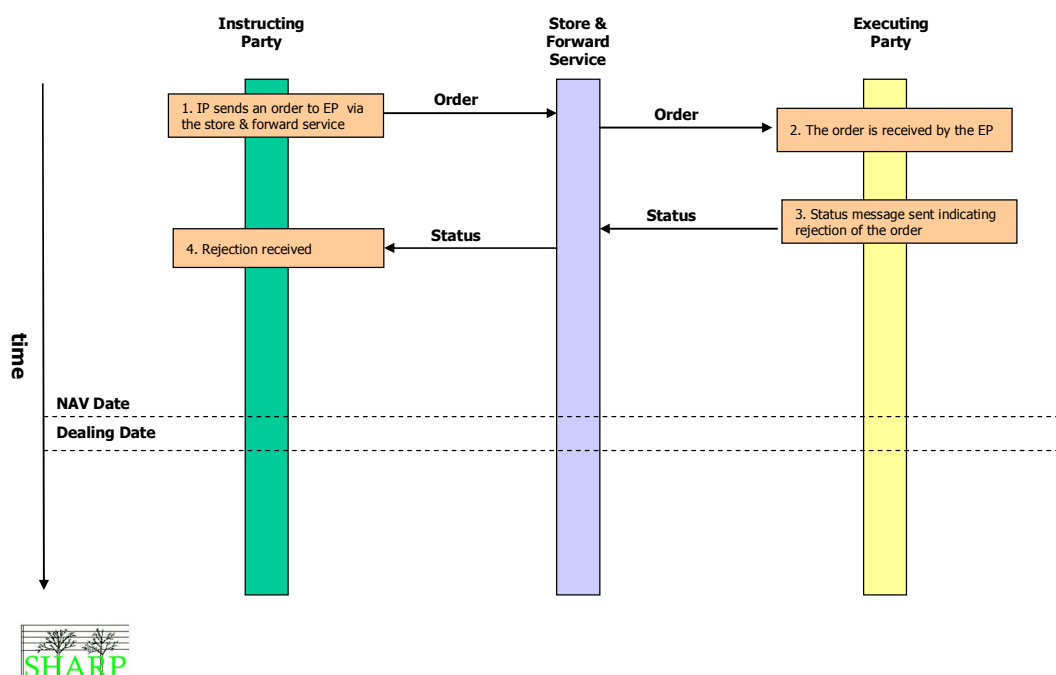 Instructing
Party
Store &
Forward
Service
Executing
Party
1. IP sends an order to EP via
the store & forward service
Order
Order
2. The order is received by the EP
3. Status message sent indicating
rejection of the order
Status
Status
4. Rejection received
time
NAV Date
Dealing Date
SHARP